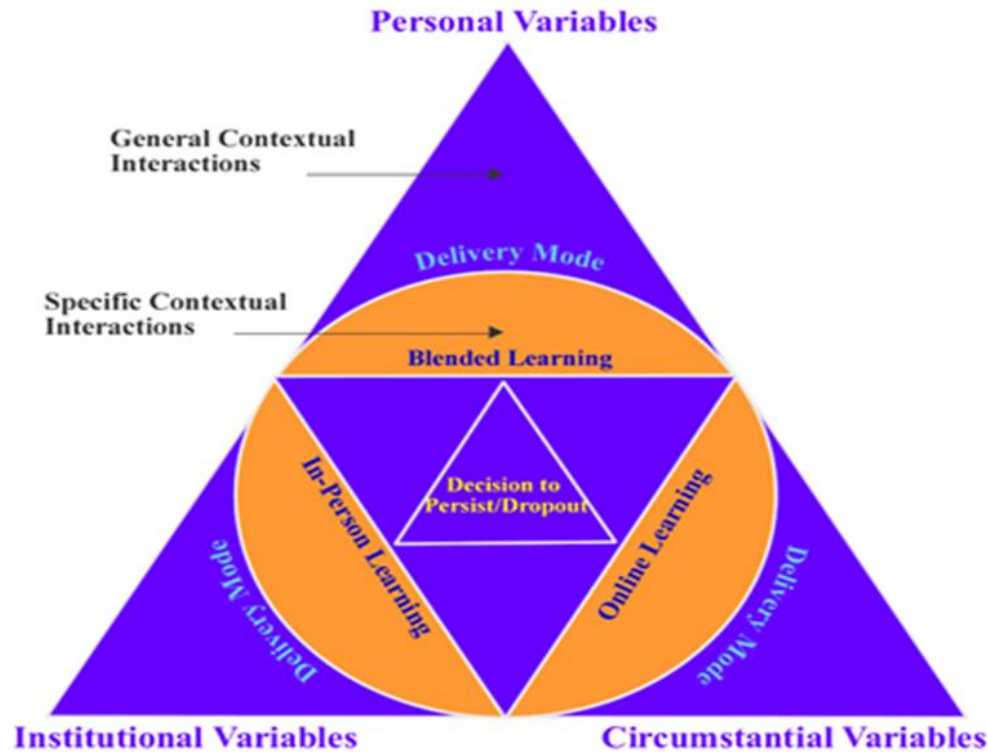 Personal Variables
General Contextual
Interactions
Delivery Mode
Specific Contextual
Interactions
Blended Learning
In-Person Learning
Decision to
Persist/Dropout
Online Learning
Delivery Mode
Delivery Mode
Institutional Variables
Circumstantial Variables